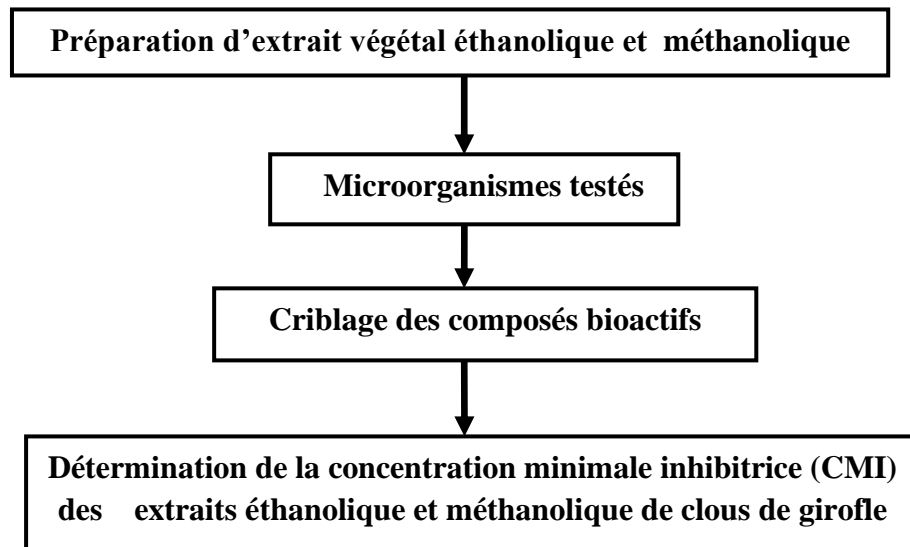 Préparation d’extrait végétal éthanolique et méthanolique
Microorganismes testés
Criblage des composés bioactifs
Détermination de la concentration minimale inhibitrice (CMI)
des extraits éthanolique et méthanolique de clous de girofle